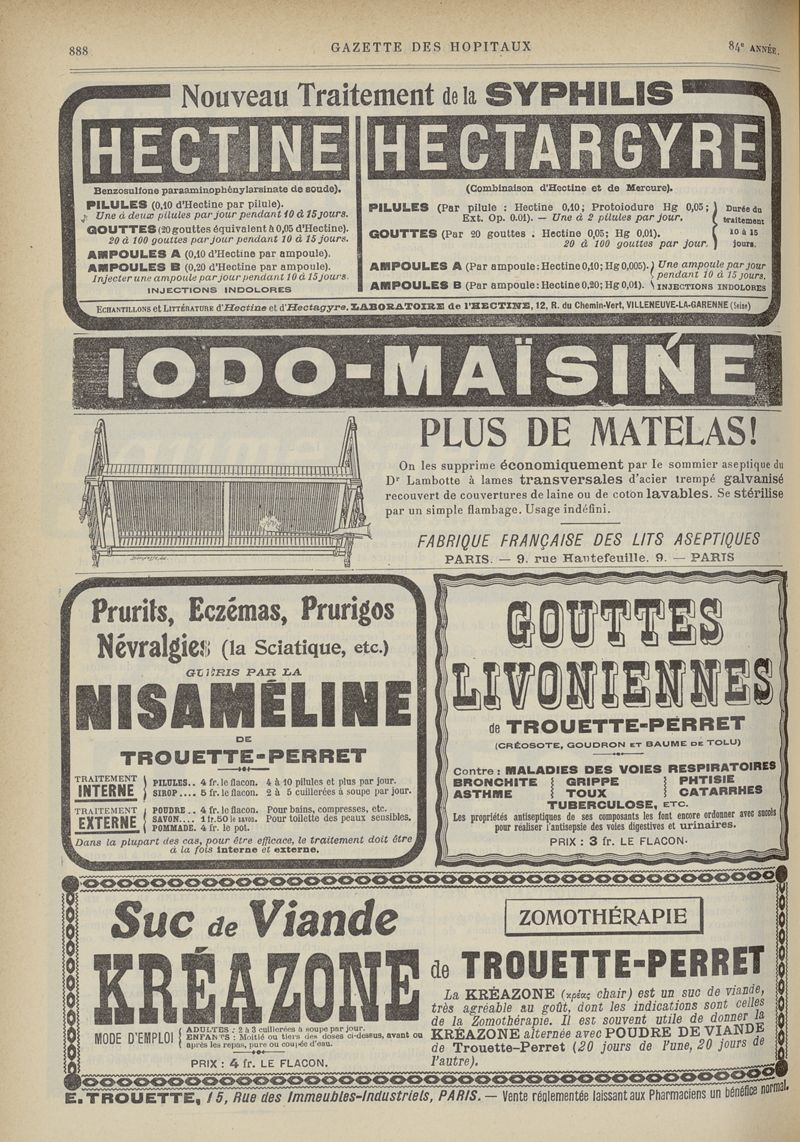 888
GAZETTE DES HOPITAUX
84e ANNÉE.
Nouveau Traitement de la SYPHILIS
HECTINE
Benzosulfone paraaminophénylarsinate de soude).
PILULES (0,10 d'Hectine par pilule).
Une à deux pilules par jour pendant 10 à 15 jours.
GOUTTES (20 gouttes équivalent à 0,05 d'Hectine).
20 à 100 gouttes par jour pendant 10 à 15 jours.
AMPOULES A (0,10 d'Hectine par ampoule).
AMPOULES B (0,20 d'Hectine par ampoule).
Injecter une ampoule par jour pendant 10 à 15 jours.
INJECTIONS INDOLORES
HECTARGYRE
(Combinaison d'Hectine et de Mercure).
PILULES (Par pilule : Hectine 0,10; Protoiodure Hg 0,05;
Ext. Op. 0.01). — Une à 2 pilules par jour.
GOUTTES (Par 20 gouttes : Hectine 0,05; Hg 0,01).
20 à 100 gouttes par jour.
Durée du
traitement
10 à 15
jours.
AMPOULES A (Par ampoule: Hectine 0,10; Hg 0,005).
AMPOULES B (Par ampoule: Hectine 0,20; Hg 0,01).
Une ampoule par jour
pendant 10 à 15 jours.
INJECTIONS INDOLORES
ECHANTILLONS et LITTÉRATURE d'Hectine et d'Hectagyre. LABORATOIRE de l'HECTINE, 12, R. du Chemin-Vert, VILLENEUVE-LA-GARENNE (Seine)
IODO-MAÏSINE
PLUS DE MATELAS!
On les supprime économiquement par le sommier aseptique du
Dr Lambotte à lames transversales d'acier trempé galvanisé
recouvert de couvertures de laine ou de coton lavables. Se stérilise
par un simple flambage. Usage indéfini.
FABRIQUE FRANÇAISE DES LITS ASEPTIQUES
PARIS. — 9, rue Hautefeuille, 9. — PARIS
Prurits, Eczémas, Prurigos
Névralgies (la Sciatique, etc.)
GUÉRIS PAR LA
NISAMÉLINE
DE
TROUETTE-PERRET
TRAITEMENT
INTERNE
PILULES.. 4 fr. le flacon. 4 à 10 pilules et plus par jour.
SIROP.... 5 fr. le flacon. 2 à 5 cuillerées à soupe par jour.
TRAITEMENT
EXTERNE
POUDRE.. 4 fr. le flacon. Pour bains, compresses, etc.
SAVON.... 1 fr. 50 le savon. Pour toilette des peaux sensibles.
POMMADE. 4 fr. le pot.
Dans la plupart des cas, pour être efficace, le traitement doit être
à la fois interne et externe.
GOUTTES
LIVONIENNES
de TROUETTE-PERRET
(CRÉOSOTE, GOUDRON ET BAUME DE TOLU)
Contre : MALADIES DES VOIES RESPIRATOIRES
BRONCHITE GRIPPE PHTISIE
ASTHME TOUX CATARRHES
TUBERCULOSE, ETC.
Les propriétés antiseptiques de ses composants les font encore ordonner avec succès
pour réaliser l'antisepsie des voies digestives et urinaires.
PRIX : 3 fr. LE FLACON.
Suc de Viande
KRÉAZONE
MODE D'EMPLOI
ADULTES : 2 à 3 cuillerées à soupe par jour.
ENFANTS : Moitié ou tiers des doses ci-dessus, avant ou
après les repas, pure ou coupée d'eau.
PRIX : 4 fr. LE FLACON.
ZOMOTHÉRAPIE
de TROUETTE-PERRET
La KRÉAZONE (κρέας chair) est un suc de viande,
très agréable au goût, dont les indications sont celles
de la Zomothérapie. Il est souvent utile de donner la
KRÉAZONE alternée avec POUDRE DE VIANDE
de Trouette-Perret (20 jours de l'une, 20 jours de
l'autre).
E. TROUETTE, 15, Rue des Immeubles-Industriels, PARIS. — Vente réglementée laissant aux Pharmaciens un bénéfice normal.